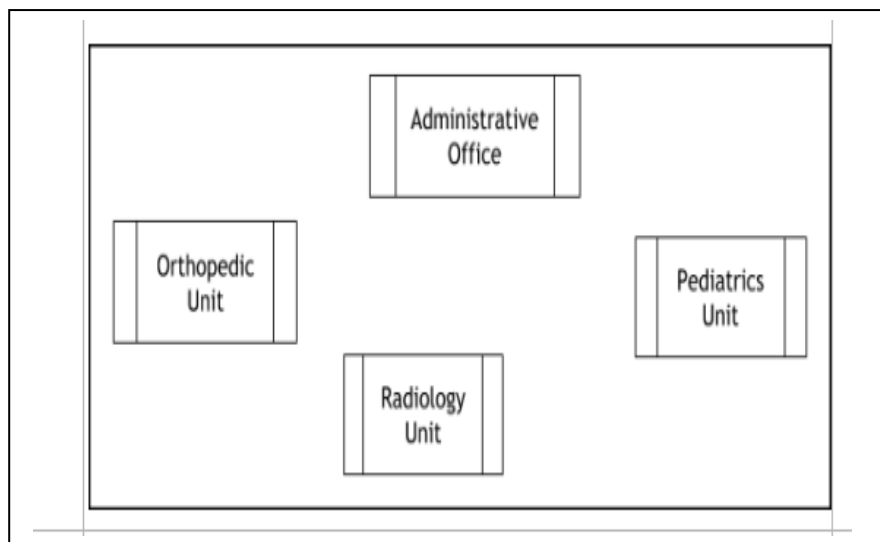 Administrative
Office
Orthopedic
Unit
Pediatrics
Unit
Radiology
Unit